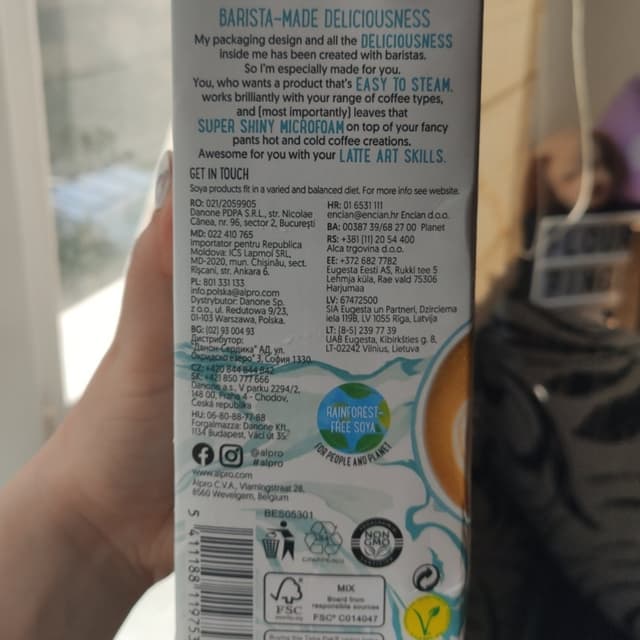 BARISTA-MADE DELICIOUSNESS
My packaging design and all the DELICIOUSNESS
inside me has been created with baristas.
So I'm especially made for you.
You, who wants a product that's EASY TO STEAM,
works brilliantly with your range of coffee types,
and [most importantly] leaves that
SUPER SHINY MICROFOAM on top of your fancy
pants hot and cold coffee creations.
Awesome for you with your LATTE ART SKILLS.
GET IN TOUCH
Soya products fit in a varied and balanced diet. For more info see website.
RO: 021/2059905
Danone PDPA S.R.L., str. Nicolae
Cânea, nr. 96, sector 2, București
MD: 022 410 765
Importator pentru Republica
Moldova: ICS Lapmol SRL,
MD-2020, mun. Chișinău, sect.
Rîșcani, str. Ankara 6.
PL: 801 331 133
info.polska@alpro.com
Dystrybutor: Danone Sp.
z o.o., ul. Redutowa 9/23,
01-103 Warszawa, Polska.
BG: (02) 93 004 93
Дистрибутор:
"Данон Сердика" АД, ул.
Охридско езеро" 3, София 1330.
CZ: +420 844 844 842
SK: +421 850 777 666
Danone a.s., V parku 2294/2,
148 00, Praha 4 - Chodov,
Česká republika
HU: 06-80-88-77-88
Forgalmazza: Danone Kft.,
1134 Budapest, Váci út 35.
HR: 01 6531 111
encian@encian.hr Encian d.o.o.
BA: 00387 39/68 27 00 Planet
RS: +381 (11) 20 54 400
Alca trgovina d.o.o.
EE: +372 682 7782
Eugesta Eesti AS, Rukki tee 5
Lehmja küla, Rae vald 75306
Harjumaa
LV: 67472500
SIA Eugesta un Partneri, Dzirciema
iela 119B, LV 1055 Rīga, Latvija
LT: (8-5) 239 77 39
UAB Eugesta, Kibirkšties g. 8,
LT-02242 Vilnius, Lietuva
RAINFOREST-
FREE SOYA
FOR PEOPLE AND PLANET
@alpro
#alpro
www.alpro.com
Alpro C.V.A., Vlamingstraat 28,
8560 Wevelgem, Belgium
BES05301
5 411188 11975
NON
GMO
FSC
MIX
Board from
responsible sources
FSC® C014047
V